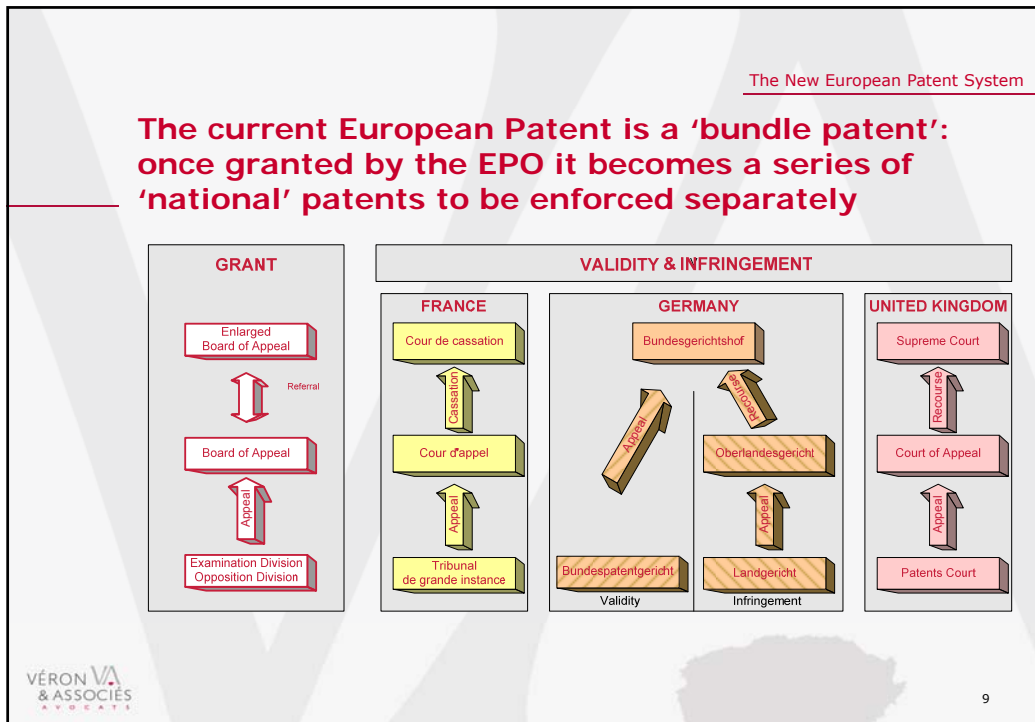 The New European Patent System
The current European Patent is a ‘bundle patent’:
once granted by the EPO it becomes a series of
‘national’ patents to be enforced separately
GRANT
Enlarged
Board of Appeal
Referral
Board of Appeal
Appeal
Examination Division
Opposition Division
VALIDITY & INFRINGEMENT
FRANCE
Cour de cassation
Cassation
Cour d'appel
Appeal
Tribunal
de grande instance
GERMANY
Bundesgerichtshof
Appeal
Recourse
Oberlandesgericht
Appeal
Bundespatentgericht
Landgericht
Validity
Infringement
UNITED KINGDOM
Supreme Court
Recourse
Court of Appeal
Appeal
Patents Court
VÉRON VA
& ASSOCIÉS
AVOCATS
9